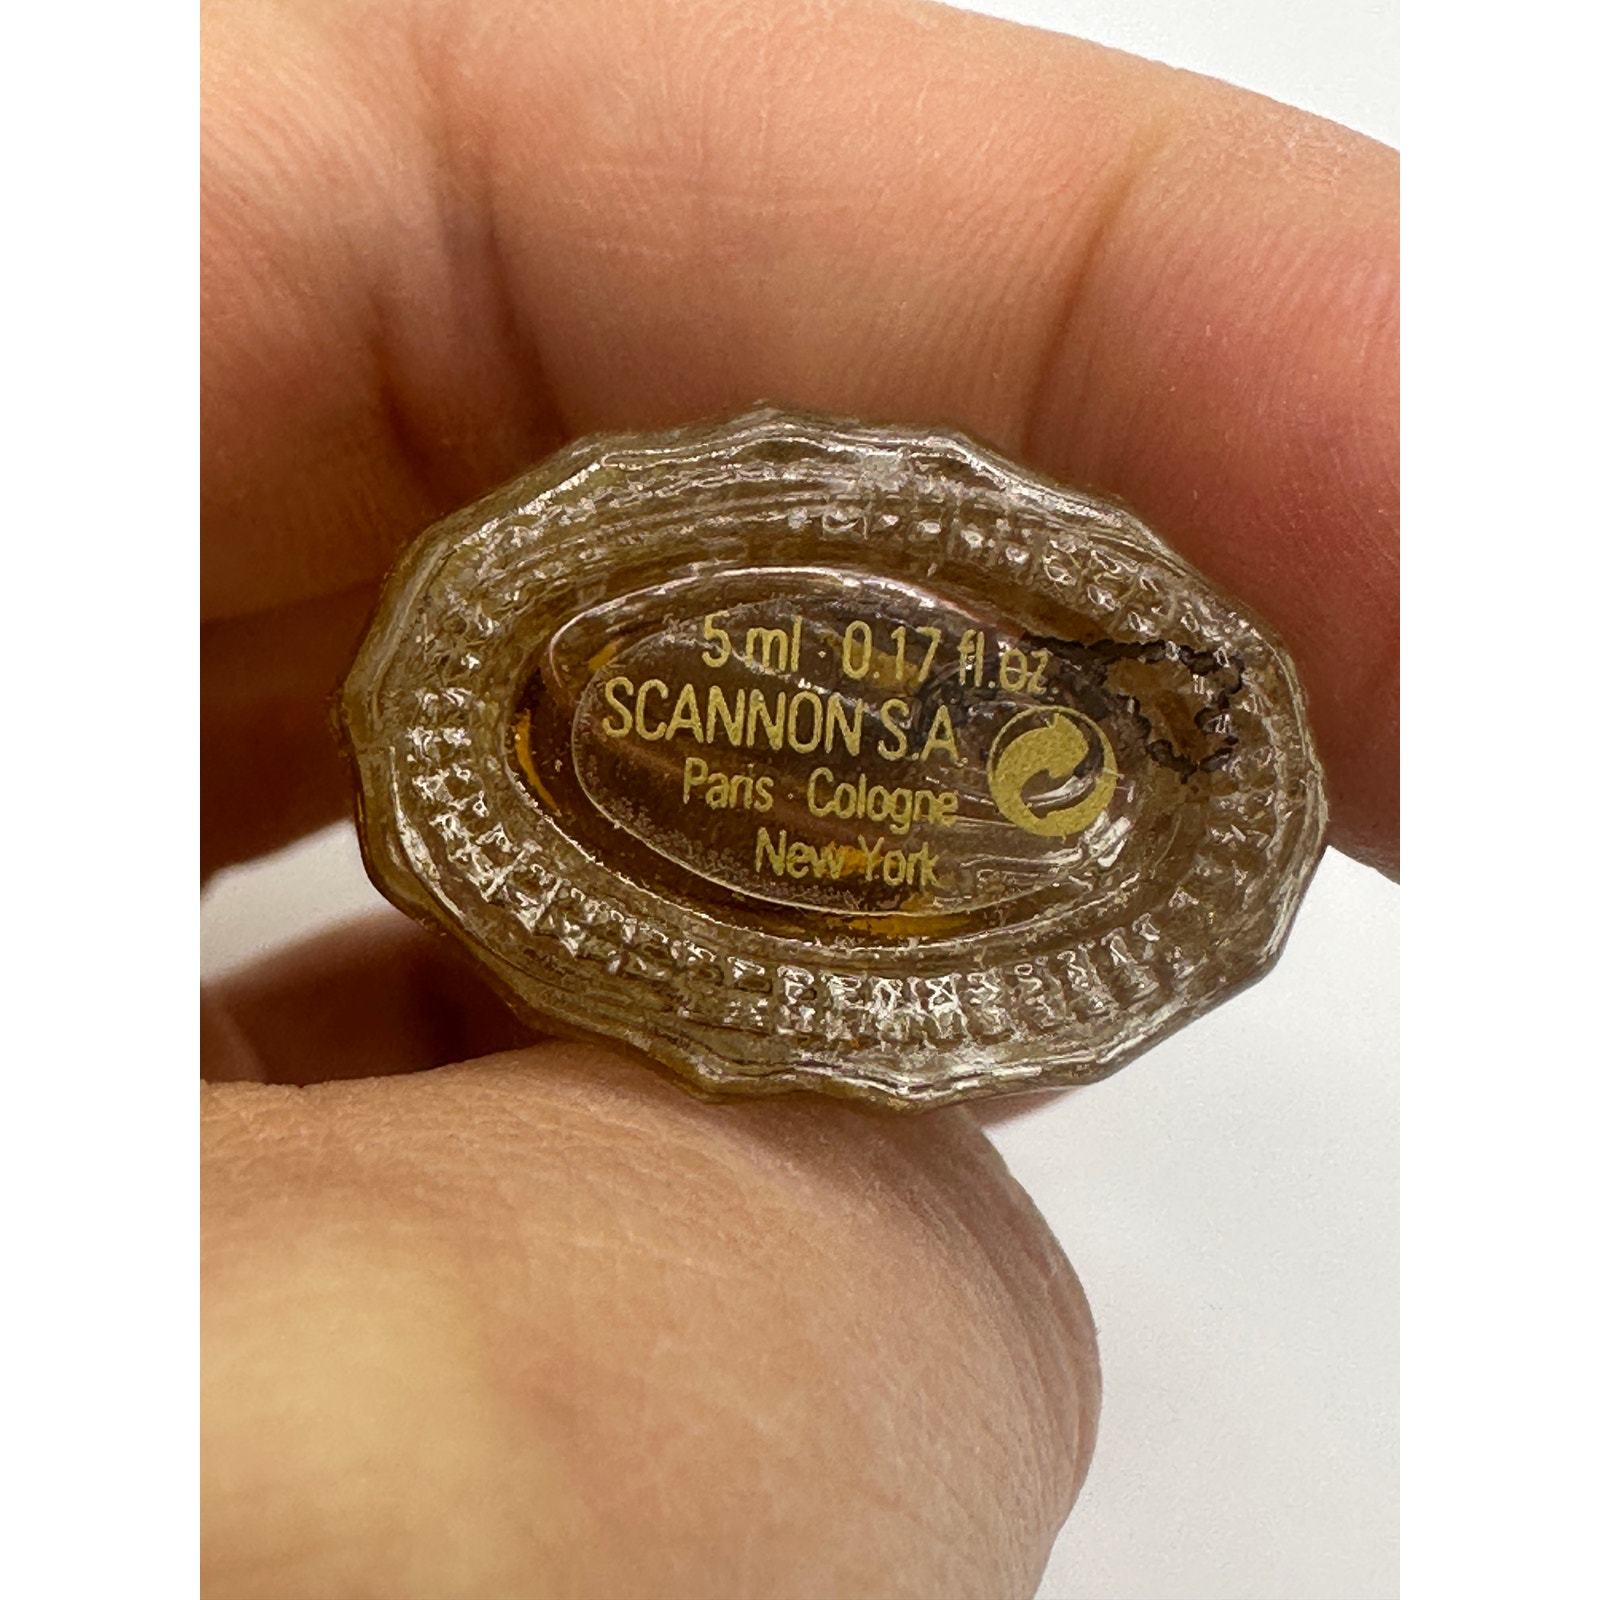 5 ml · 0.17 fl.oz.
SCANNON S.A.
Paris · Cologne
New York